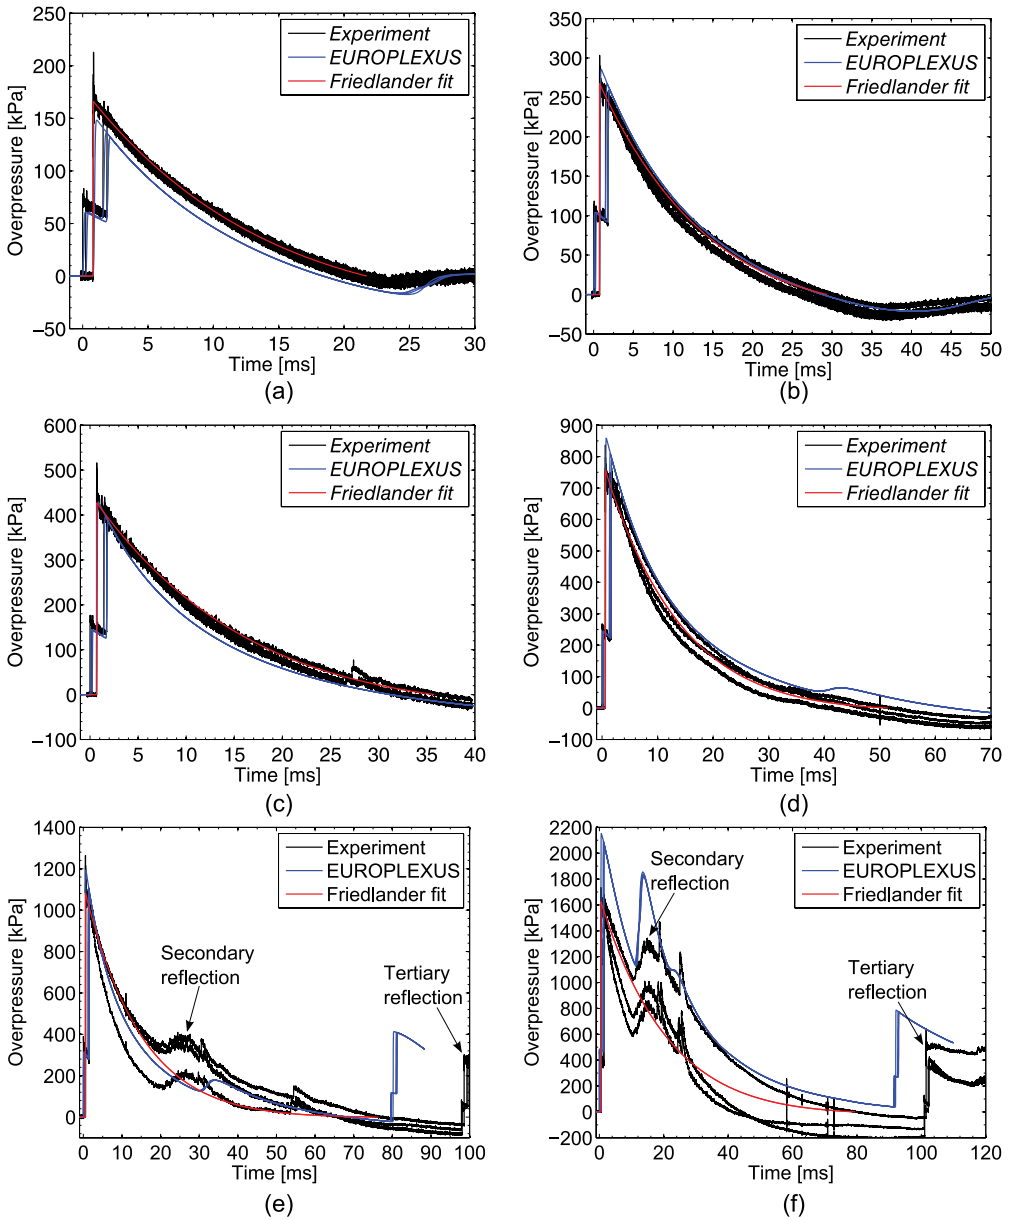 250
200
150
100
50
0
−50
Overpressure [kPa]
Experiment
EUROPLEXUS
Friedlander fit
0
5
10
15
20
25
30
Time [ms]
(a)
350
300
250
200
150
100
50
0
−50
Overpressure [kPa]
Experiment
EUROPLEXUS
Friedlander fit
0
5
10
15
20
25
30
35
40
45
50
Time [ms]
(b)
600
500
400
300
200
100
0
−100
Overpressure [kPa]
Experiment
EUROPLEXUS
Friedlander fit
0
5
10
15
20
25
30
35
40
Time [ms]
(c)
900
800
700
600
500
400
300
200
100
0
−100
Overpressure [kPa]
Experiment
EUROPLEXUS
Friedlander fit
0
10
20
30
40
50
60
70
Time [ms]
(d)
1400
1200
1000
800
600
400
200
0
Overpressure [kPa]
Experiment
EUROPLEXUS
Friedlander fit
Secondary
reflection
Tertiary
reflection
0
10
20
30
40
50
60
70
80
90
100
Time [ms]
(e)
2200
2000
1800
1600
1400
1200
1000
800
600
400
200
0
−200
Overpressure [kPa]
Experiment
EUROPLEXUS
Friedlander fit
Secondary
reflection
Tertiary
reflection
0
20
40
60
80
100
120
Time [ms]
(f)